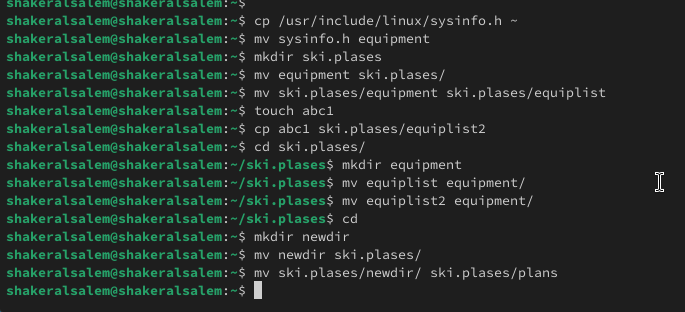 shakeralsalem@shakeralsalem:~$
shakeralsalem@shakeralsalem:~$ cp /usr/include/linux/sysinfo.h ~
shakeralsalem@shakeralsalem:~$ mv sysinfo.h equipment
shakeralsalem@shakeralsalem:~$ mkdir ski.plases
shakeralsalem@shakeralsalem:~$ mv equipment ski.plases/
shakeralsalem@shakeralsalem:~$ mv ski.plases/equipment ski.plases/equiplist
shakeralsalem@shakeralsalem:~$ touch abc1
shakeralsalem@shakeralsalem:~$ cp abc1 ski.plases/equiplist2
shakeralsalem@shakeralsalem:~$ cd ski.plases/
shakeralsalem@shakeralsalem:~/ski.plases$ mkdir equipment
shakeralsalem@shakeralsalem:~/ski.plases$ mv equiplist equipment/
shakeralsalem@shakeralsalem:~/ski.plases$ mv equiplist2 equipment/
shakeralsalem@shakeralsalem:~/ski.plases$ cd
shakeralsalem@shakeralsalem:~$ mkdir newdir
shakeralsalem@shakeralsalem:~$ mv newdir ski.plases/
shakeralsalem@shakeralsalem:~$ mv ski.plases/newdir/ ski.plases/plans
shakeralsalem@shakeralsalem:~$